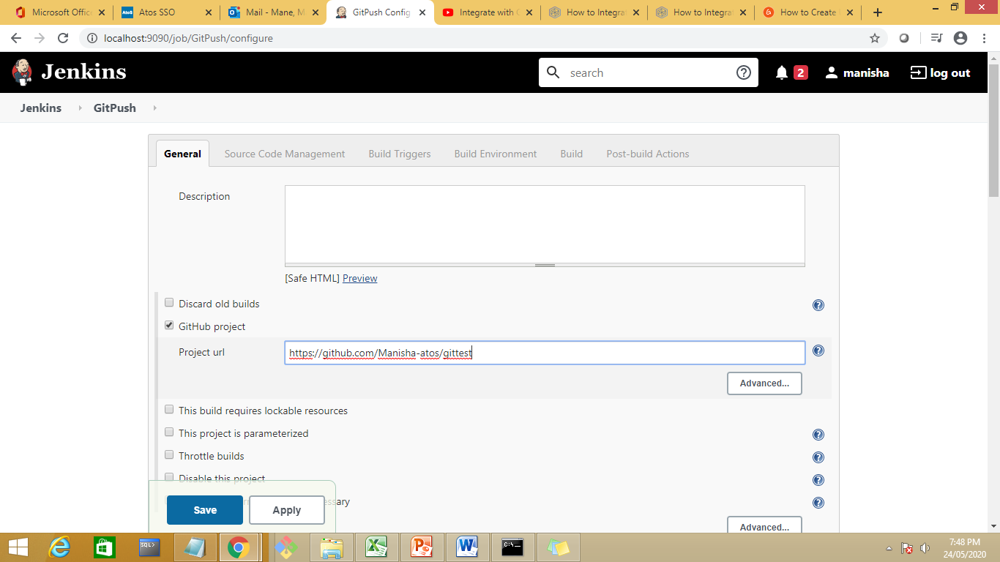 Microsoft Offic
Atos SSO
Mail - Mane, M
GitPush Config
Integrate with
How to Integrat
How to Integrat
How to Create
localhost:9090/job/GitPush/configure
Jenkins
search
2
manisha
log out
Jenkins
GitPush
General
Source Code Management
Build Triggers
Build Environment
Build
Post-build Actions
Description
[Safe HTML] Preview
Discard old builds
GitHub project
Project url
https://github.com/Manisha-atos/gittest
Advanced...
This build requires lockable resources
This project is parameterized
Throttle builds
Disable this project
essary
Save
Apply
Advanced...
7:48 PM
24/05/2020